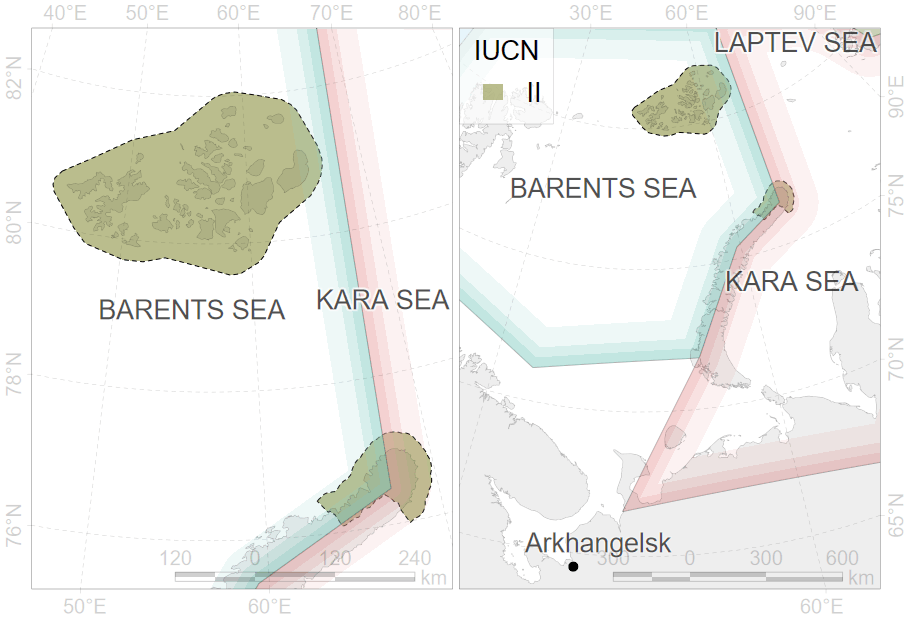 40°E 50°E 60°E 70°E 80°E 30°E 60°E 90°E
LAPTEV SEA
IUCN
II
82°N
90°E
BARENTS SEA
75°N
80°N
KARA SEA
BARENTS SEA
KARA SEA
78°N
70°N
76°N
65°N
Arkhangelsk
120 0 120 240
km
300 0 300 600
km
50°E 60°E 60°E